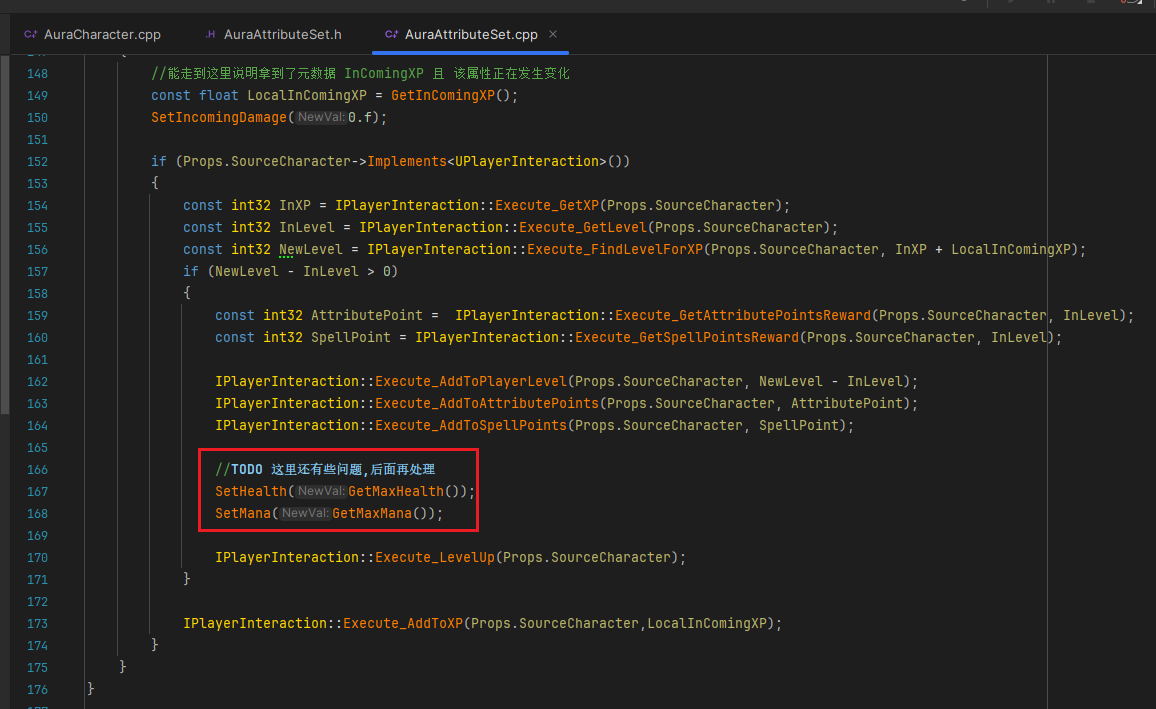 AuraCharacter.cpp
.H AuraAttributeSet.h
AuraAttributeSet.cpp
148 //能走到这里说明拿到了元数据 InComingXP 且 该属性正在发生变化
149 const float LocalInComingXP = GetInComingXP();
150 SetIncomingDamage( NewVal: 0.f);
151
152 if (Props.SourceCharacter->Implements<UPlayerInteraction>())
153 {
154 const int32 InXP = IPlayerInteraction::Execute_GetXP(Props.SourceCharacter);
155 const int32 InLevel = IPlayerInteraction::Execute_GetLevel(Props.SourceCharacter);
156 const int32 NewLevel = IPlayerInteraction::Execute_FindLevelForXP(Props.SourceCharacter, InXP + LocalInComingXP);
157 if (NewLevel - InLevel > 0)
158 {
159 const int32 AttributePoint =  IPlayerInteraction::Execute_GetAttributePointsReward(Props.SourceCharacter, InLevel);
160 const int32 SpellPoint = IPlayerInteraction::Execute_GetSpellPointsReward(Props.SourceCharacter, InLevel);
161
162 IPlayerInteraction::Execute_AddToPlayerLevel(Props.SourceCharacter, NewLevel - InLevel);
163 IPlayerInteraction::Execute_AddToAttributePoints(Props.SourceCharacter, AttributePoint);
164 IPlayerInteraction::Execute_AddToSpellPoints(Props.SourceCharacter, SpellPoint);
165
166 //TODO 这里还有些问题,后面再处理
167 SetHealth( NewVal: GetMaxHealth());
168 SetMana( NewVal: GetMaxMana());
169
170 IPlayerInteraction::Execute_LevelUp(Props.SourceCharacter);
171 }
172
173 IPlayerInteraction::Execute_AddToXP(Props.SourceCharacter,LocalInComingXP);
174 }
175 }
176 }